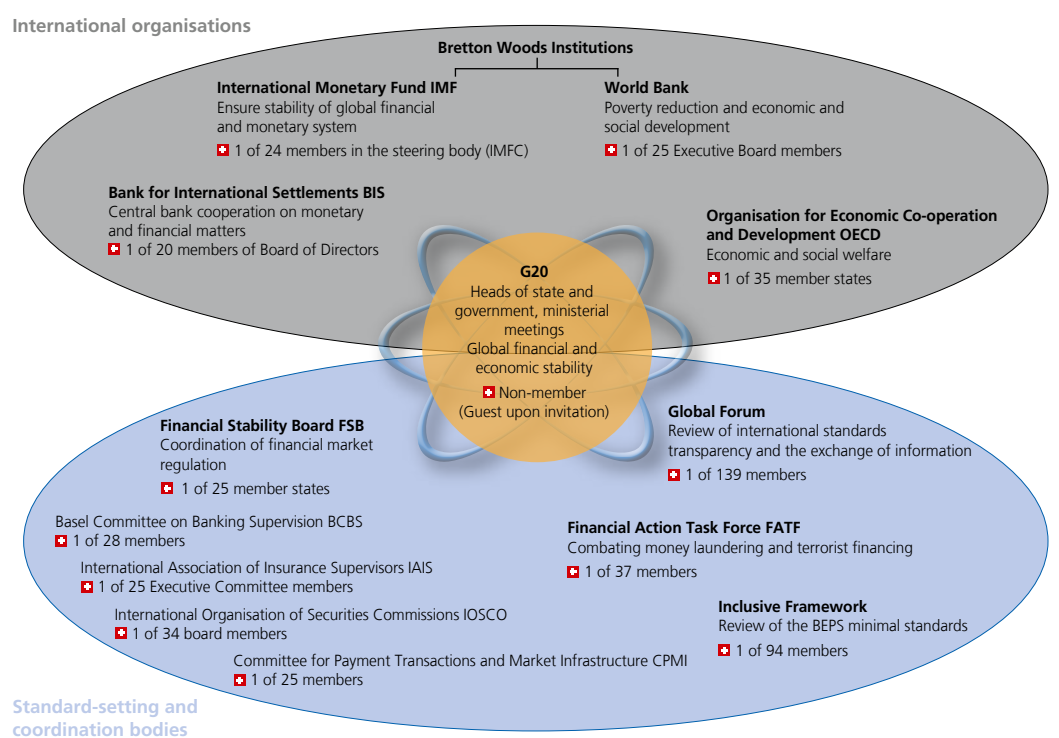 International organisations
Bretton Woods Institutions
International Monetary Fund IMF
Ensure stability of global financial
and monetary system
1 of 24 members in the steering body (IMFC)
World Bank
Poverty reduction and economic and
social development
1 of 25 Executive Board members
Bank for International Settlements BIS
Central bank cooperation on monetary
and financial matters
1 of 20 members of Board of Directors
Organisation for Economic Co-operation
and Development OECD
Economic and social welfare
1 of 35 member states
G20
Heads of state and
government, ministerial
meetings
Global financial and
economic stability
Non-member
(Guest upon invitation)
Financial Stability Board FSB
Coordination of financial market
regulation
1 of 25 member states
Global Forum
Review of international standards
transparency and the exchange of information
1 of 139 members
Basel Committee on Banking Supervision BCBS
1 of 28 members
International Association of Insurance Supervisors IAIS
1 of 25 Executive Committee members
International Organisation of Securities Commissions IOSCO
1 of 34 board members
Committee for Payment Transactions and Market Infrastructure CPMI
1 of 25 members
Financial Action Task Force FATF
Combating money laundering and terrorist financing
1 of 37 members
Inclusive Framework
Review of the BEPS minimal standards
1 of 94 members
Standard-setting and
coordination bodies